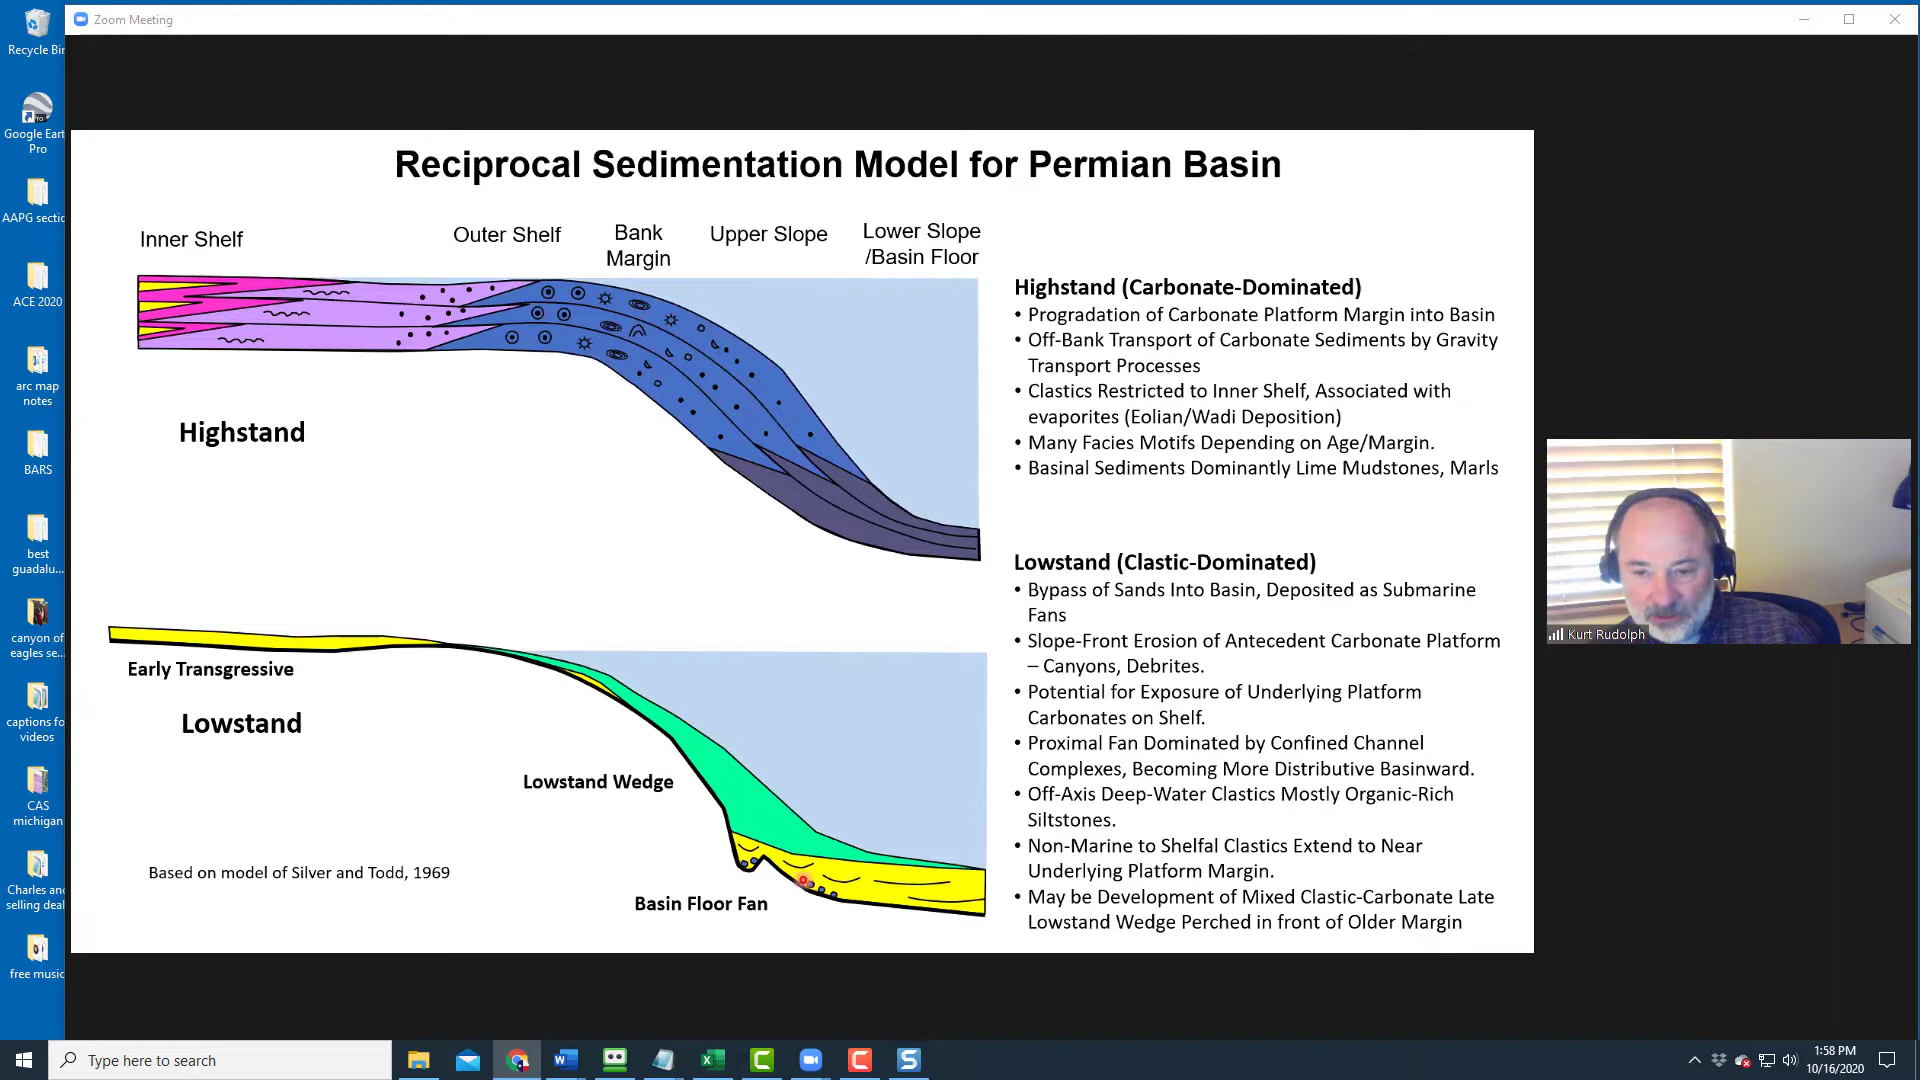 Zoom Meeting
Recycle Bin
Google Eart
Pro
AAPG sectio
ACE 2020
arc map
notes
BARS
best
guadalu...
canyon of
eagles se...
captions fo
videos
CAS
michigan
Charles and
selling deal
free music
Reciprocal Sedimentation Model for Permian Basin
Inner Shelf
Outer Shelf
Bank
Margin
Upper Slope
Lower Slope
/Basin Floor
Highstand
Early Transgressive
Lowstand
Lowstand Wedge
Based on model of Silver and Todd, 1969
Basin Floor Fan
Highstand (Carbonate-Dominated)
• Progradation of Carbonate Platform Margin into Basin
• Off-Bank Transport of Carbonate Sediments by Gravity
Transport Processes
• Clastics Restricted to Inner Shelf, Associated with
evaporites (Eolian/Wadi Deposition)
• Many Facies Motifs Depending on Age/Margin.
• Basinal Sediments Dominantly Lime Mudstones, Marls
Lowstand (Clastic-Dominated)
• Bypass of Sands Into Basin, Deposited as Submarine
Fans
• Slope-Front Erosion of Antecedent Carbonate Platform
– Canyons, Debrites.
• Potential for Exposure of Underlying Platform
Carbonates on Shelf.
• Proximal Fan Dominated by Confined Channel
Complexes, Becoming More Distributive Basinward.
• Off-Axis Deep-Water Clastics Mostly Organic-Rich
Siltstones.
• Non-Marine to Shelfal Clastics Extend to Near
Underlying Platform Margin.
• May be Development of Mixed Clastic-Carbonate Late
Lowstand Wedge Perched in front of Older Margin
Kurt Rudolph
Type here to search
1:58 PM
10/16/2020